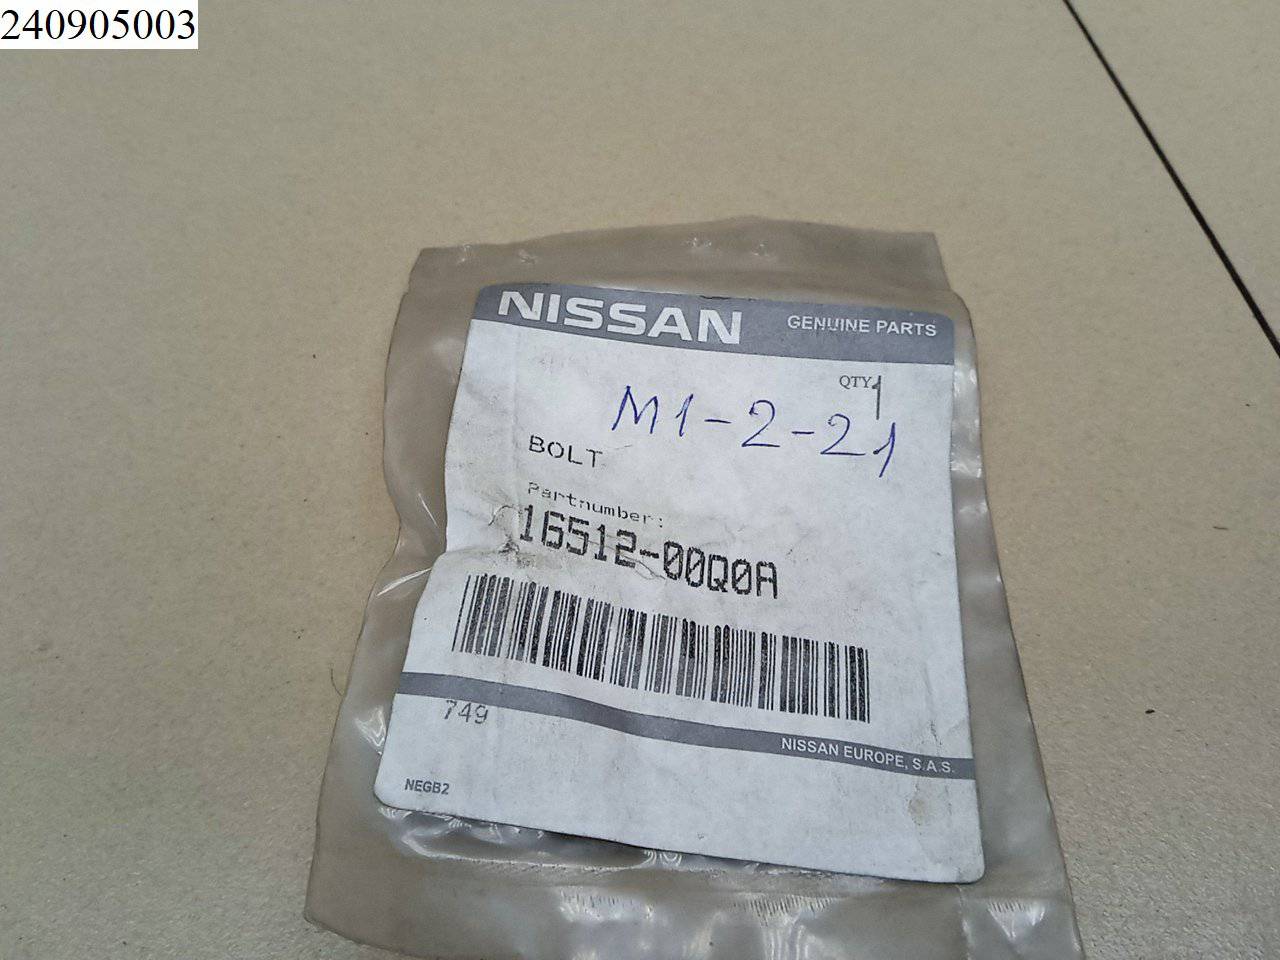 240905003
NISSAN GENUINE PARTS
QTY 1
M1-2-21
BOLT
Partnumber:
16512-00Q0A
749
NISSAN EUROPE, S.A.S.
NEGB2